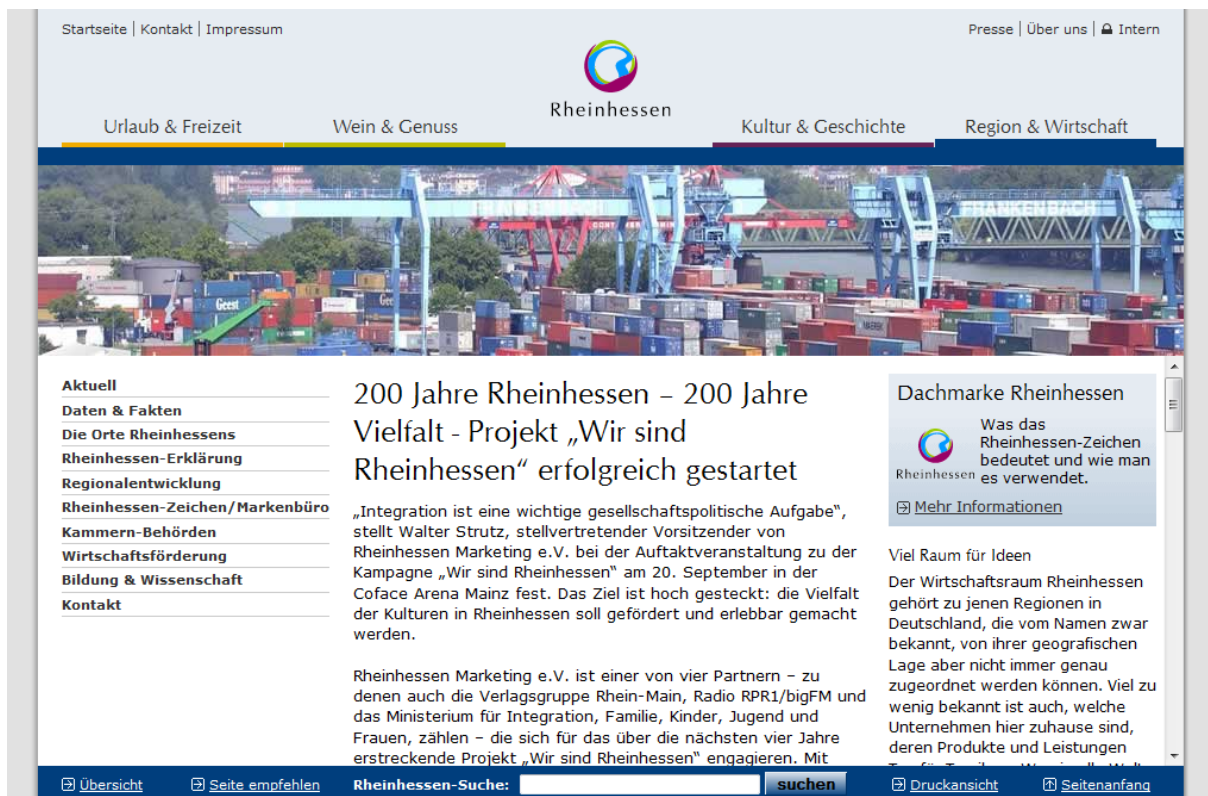 Startseite | Kontakt | Impressum
Presse | Über uns | Intern
Rheinhessen
Urlaub & Freizeit
Wein & Genuss
Kultur & Geschichte
Region & Wirtschaft
FRANKENBACH
Geest
MAERSK
Aktuell
Daten & Fakten
Die Orte Rheinhessens
Rheinhessen-Erklärung
Regionalentwicklung
Rheinhessen-Zeichen/Markenbüro
Kammern-Behörden
Wirtschaftsförderung
Bildung & Wissenschaft
Kontakt
200 Jahre Rheinhessen – 200 Jahre
Vielfalt - Projekt „Wir sind
Rheinhessen“ erfolgreich gestartet
„Integration ist eine wichtige gesellschaftspolitische Aufgabe“,
stellt Walter Strutz, stellvertretender Vorsitzender von
Rheinhessen Marketing e.V. bei der Auftaktveranstaltung zu der
Kampagne „Wir sind Rheinhessen“ am 20. September in der
Coface Arena Mainz fest. Das Ziel ist hoch gesteckt: die Vielfalt
der Kulturen in Rheinhessen soll gefördert und erlebbar gemacht
werden.
Rheinhessen Marketing e.V. ist einer von vier Partnern – zu
denen auch die Verlagsgruppe Rhein-Main, Radio RPR1/bigFM und
das Ministerium für Integration, Familie, Kinder, Jugend und
Frauen, zählen – die sich für das über die nächsten vier Jahre
erstreckende Projekt „Wir sind Rheinhessen“ engagieren. Mit
Dachmarke Rheinhessen
Rheinhessen
Was das
Rheinhessen-Zeichen
bedeutet und wie man
es verwendet.
Mehr Informationen
Viel Raum für Ideen
Der Wirtschaftsraum Rheinhessen
gehört zu jenen Regionen in
Deutschland, die vom Namen zwar
bekannt, von ihrer geografischen
Lage aber nicht immer genau
zugeordnet werden können. Viel zu
wenig bekannt ist auch, welche
Unternehmen hier zuhause sind,
deren Produkte und Leistungen
Übersicht
Seite empfehlen
Rheinhessen-Suche:
suchen
Druckansicht
Seitenanfang